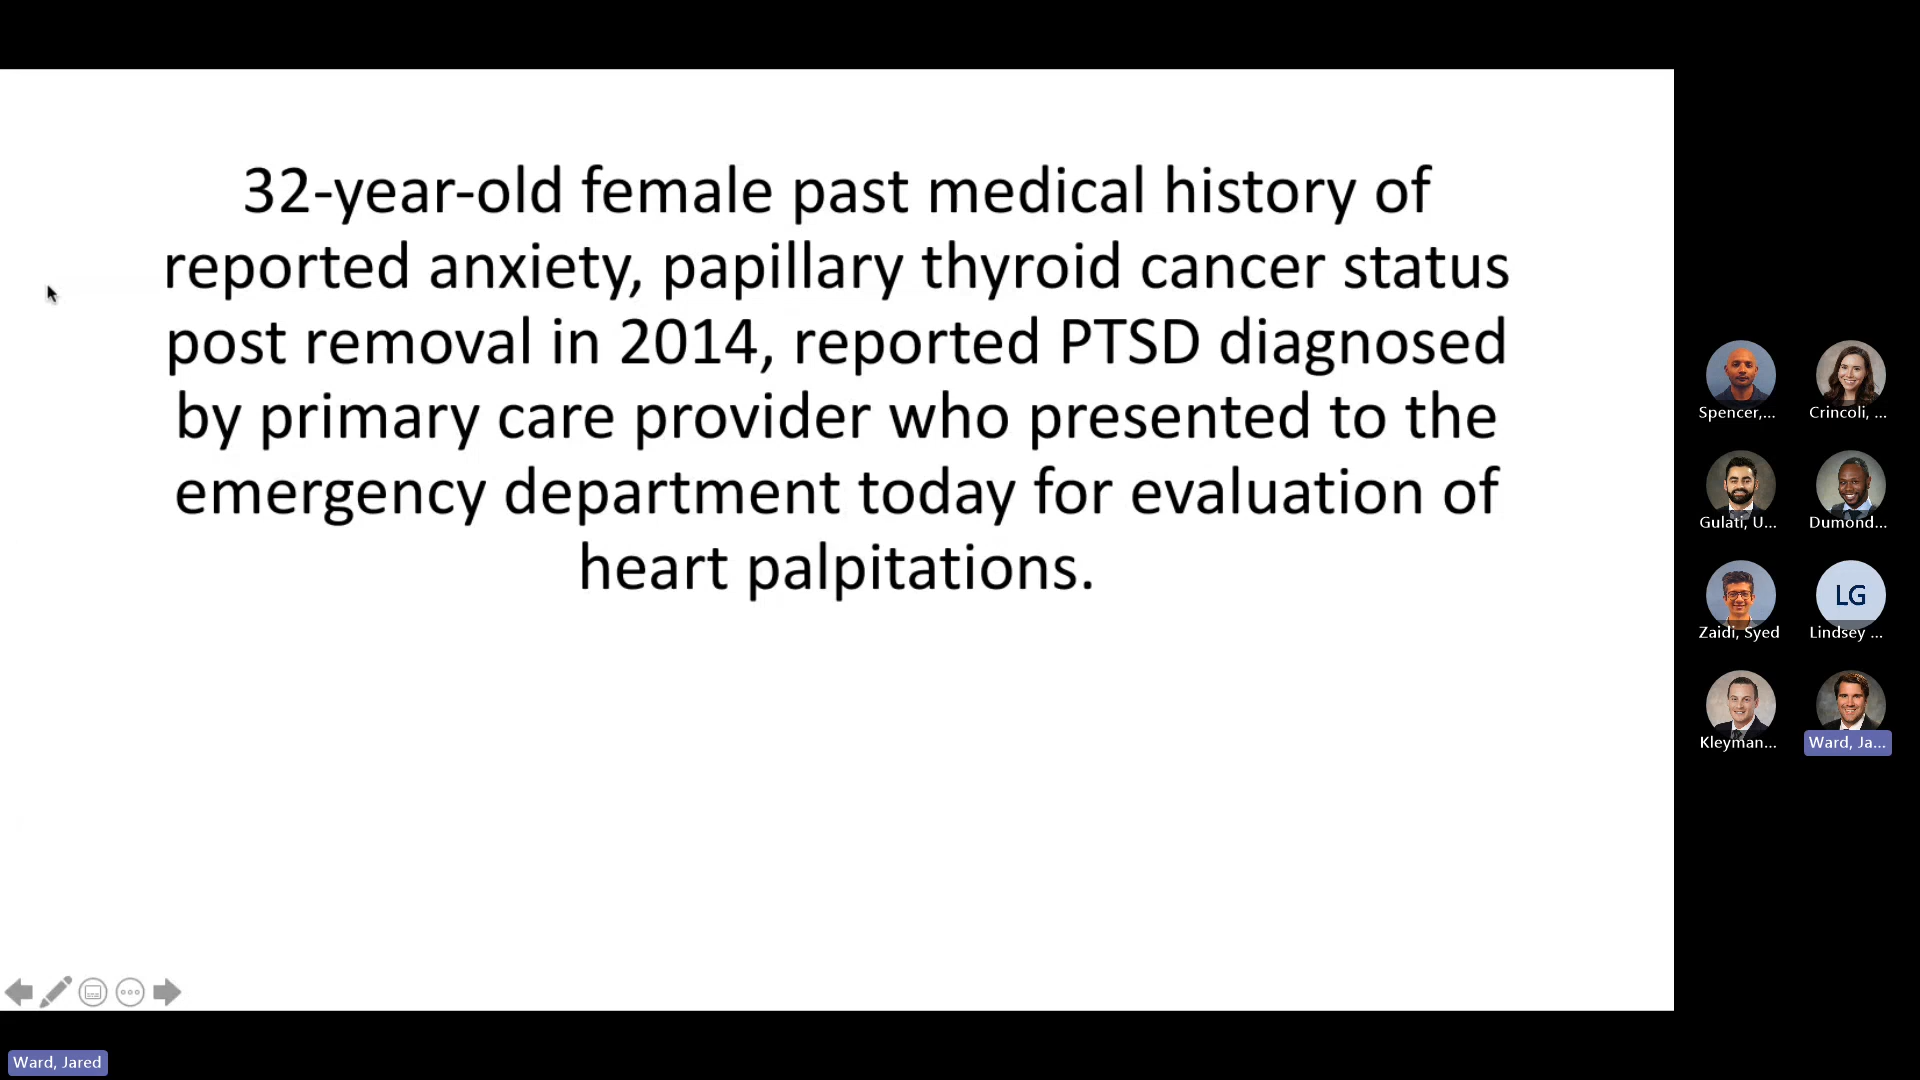 32-year-old female past medical history of
reported anxiety, papillary thyroid cancer status
post removal in 2014, reported PTSD diagnosed
by primary care provider who presented to the
emergency department today for evaluation of
heart palpitations.
Spencer,...
Crincoli, ...
Gulati, U...
Dumond...
LG
Zaidi, Syed
Lindsey ...
Kleyman...
Ward, Ja...
Ward, Jared